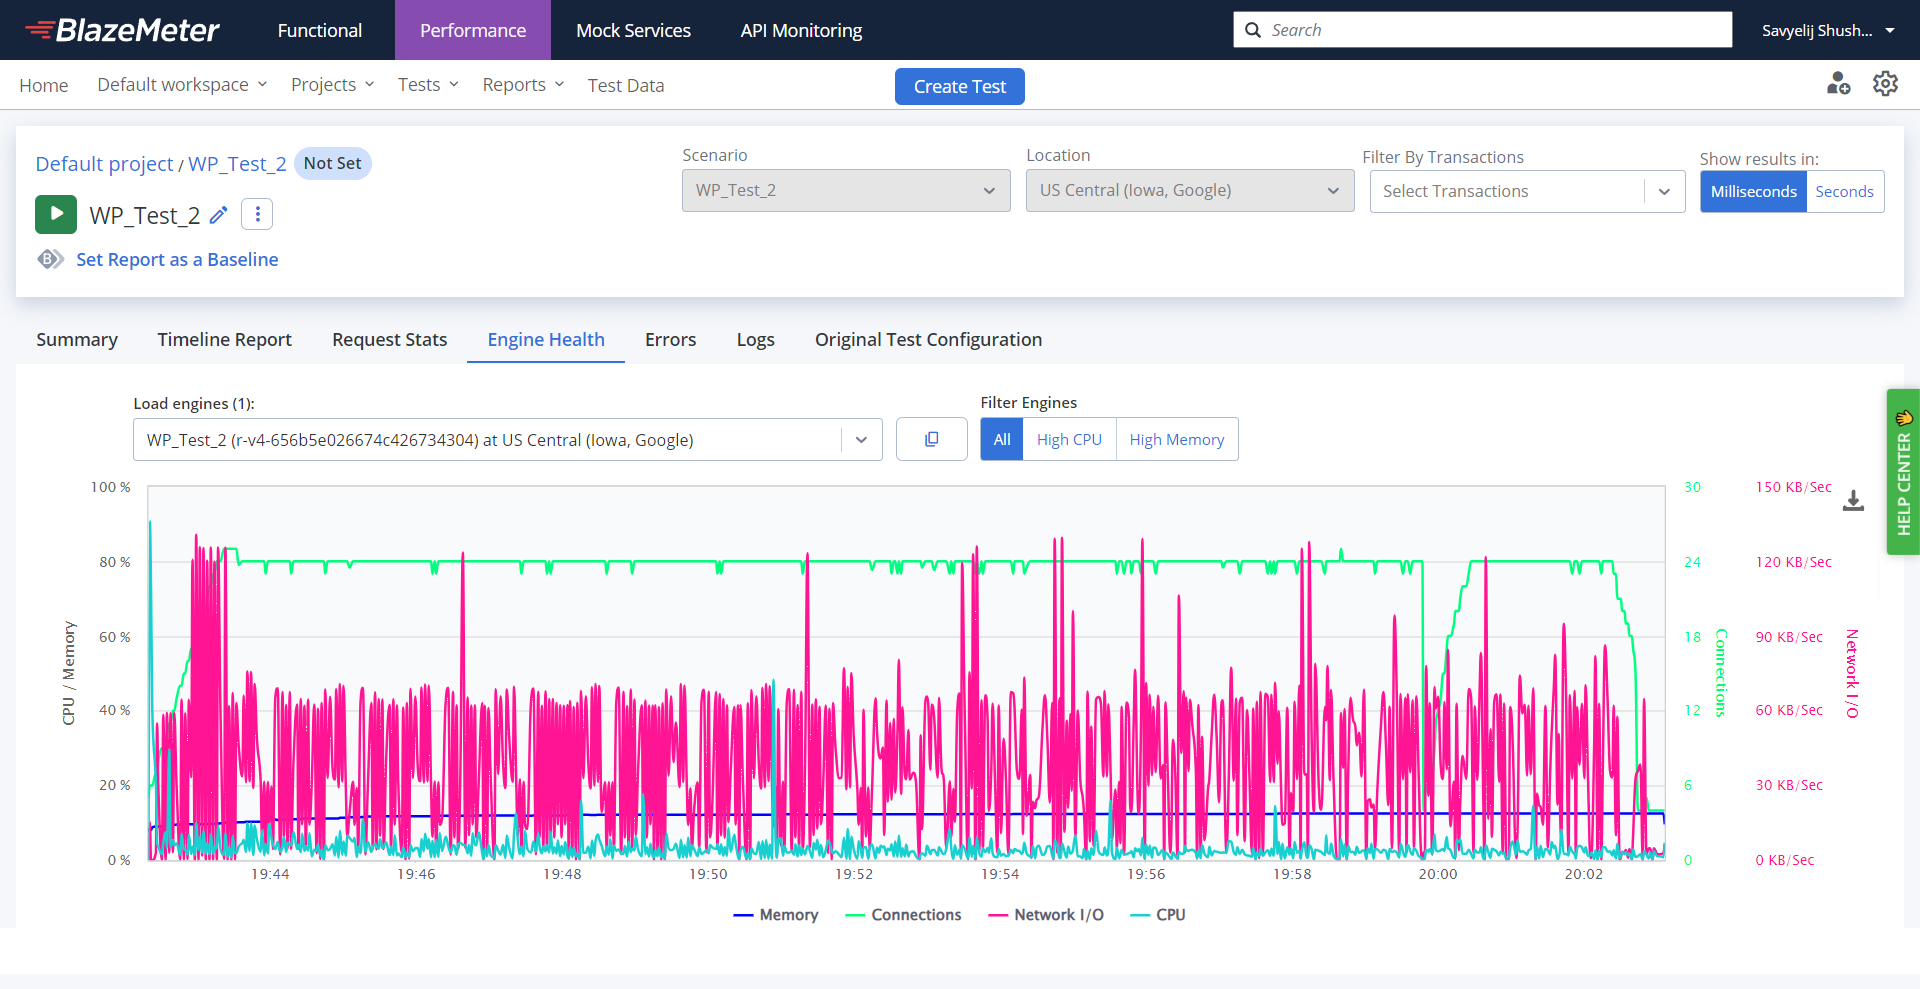 BlazeMeter
Functional
Performance
Mock Services
API Monitoring
Search
Savyelij Shush...
Home
Default workspace
Projects
Tests
Reports
Test Data
Create Test
Default project / WP_Test_2
Not Set
WP_Test_2
B
Set Report as a Baseline
Scenario
WP_Test_2
Location
US Central (Iowa, Google)
Filter By Transactions
Select Transactions
Show results in:
Milliseconds
Seconds
Summary
Timeline Report
Request Stats
Engine Health
Errors
Logs
Original Test Configuration
Load engines (1):
WP_Test_2 (r-v4-656b5e026674c426734304) at US Central (Iowa, Google)
Filter Engines
All
High CPU
High Memory
HELP CENTER
CPU / Memory
100 %
80 %
60 %
40 %
20 %
0 %
30
24
18
12
6
0
Connections
150 KB/Sec
120 KB/Sec
90 KB/Sec
60 KB/Sec
30 KB/Sec
0 KB/Sec
Network I/O
19:44
19:46
19:48
19:50
19:52
19:54
19:56
19:58
20:00
20:02
Memory
Connections
Network I/O
CPU